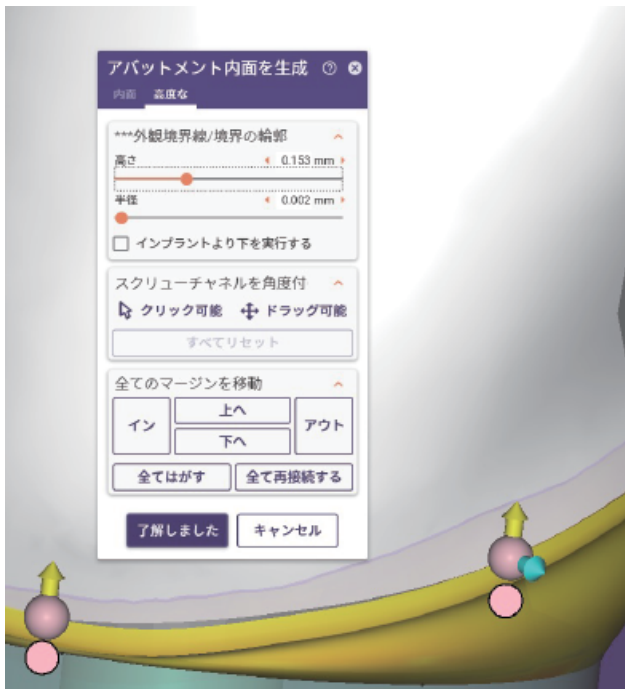 アバットメント内面を生成
内面 高度な
***外観境界線/境界の輪郭
高さ 0.153 mm
半径 0.002 mm
インプラントより下を実行する
スクリューチャネルを角度付
クリック可能 ドラッグ可能
すべてリセット
全てのマージンを移動
イン 上へ アウト
下へ
全てはがす 全て再接続する
了解しました キャンセル